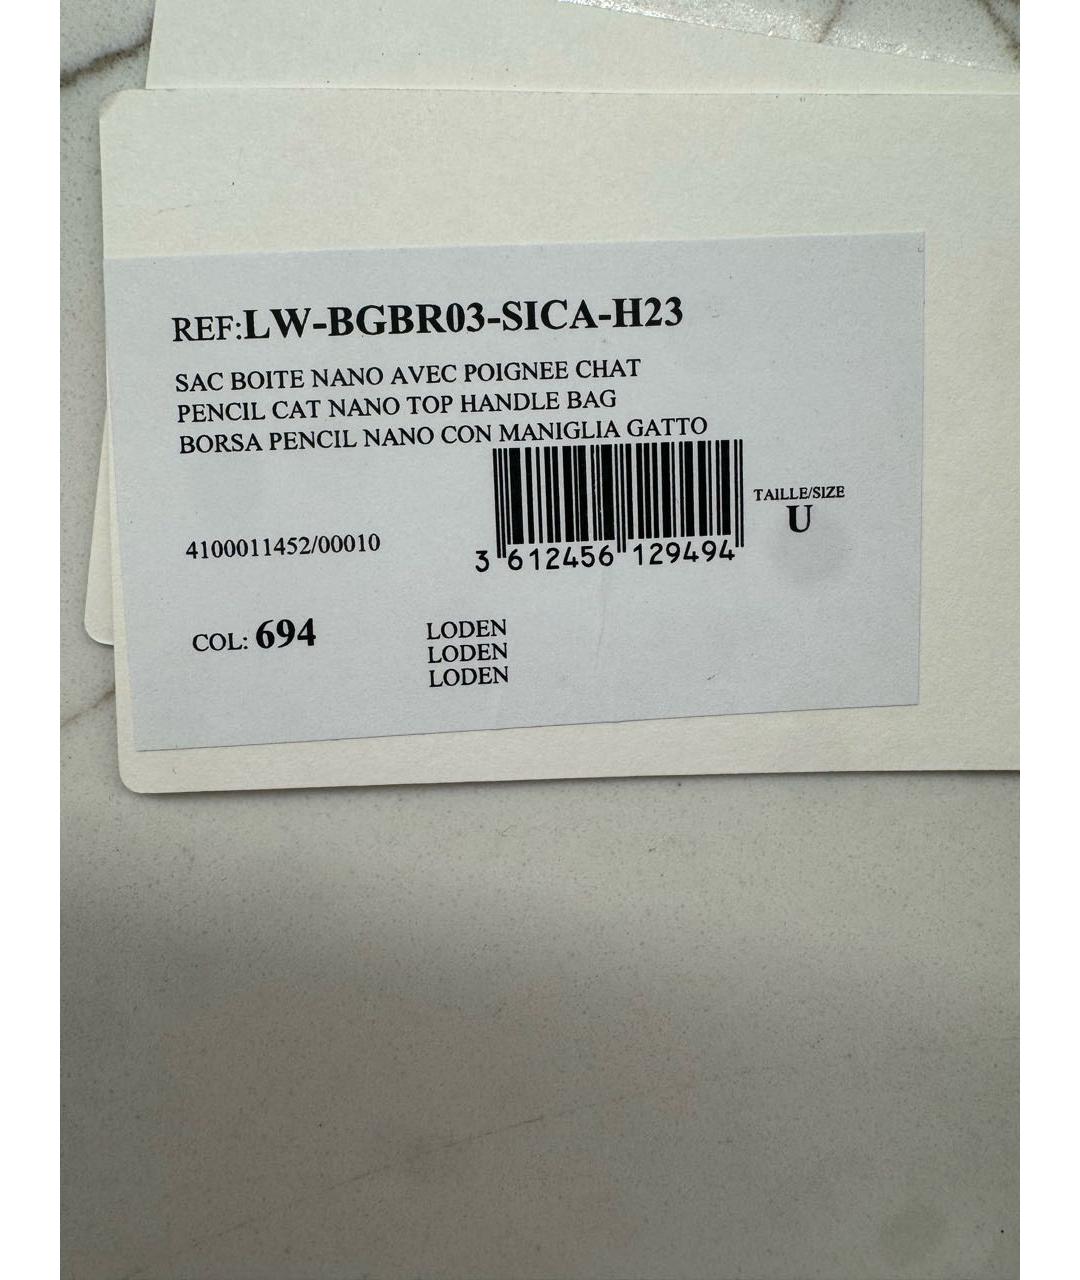 REF:LW-BGBR03-SICA-H23
SAC BOITE NANO AVEC POIGNEE CHAT
PENCIL CAT NANO TOP HANDLE BAG
BORSA PENCIL NANO CON MANIGLIA GATTO
TAILLE/SIZE
U
4100011452/00010
3 612456 129494
COL: 694
LODEN
LODEN
LODEN